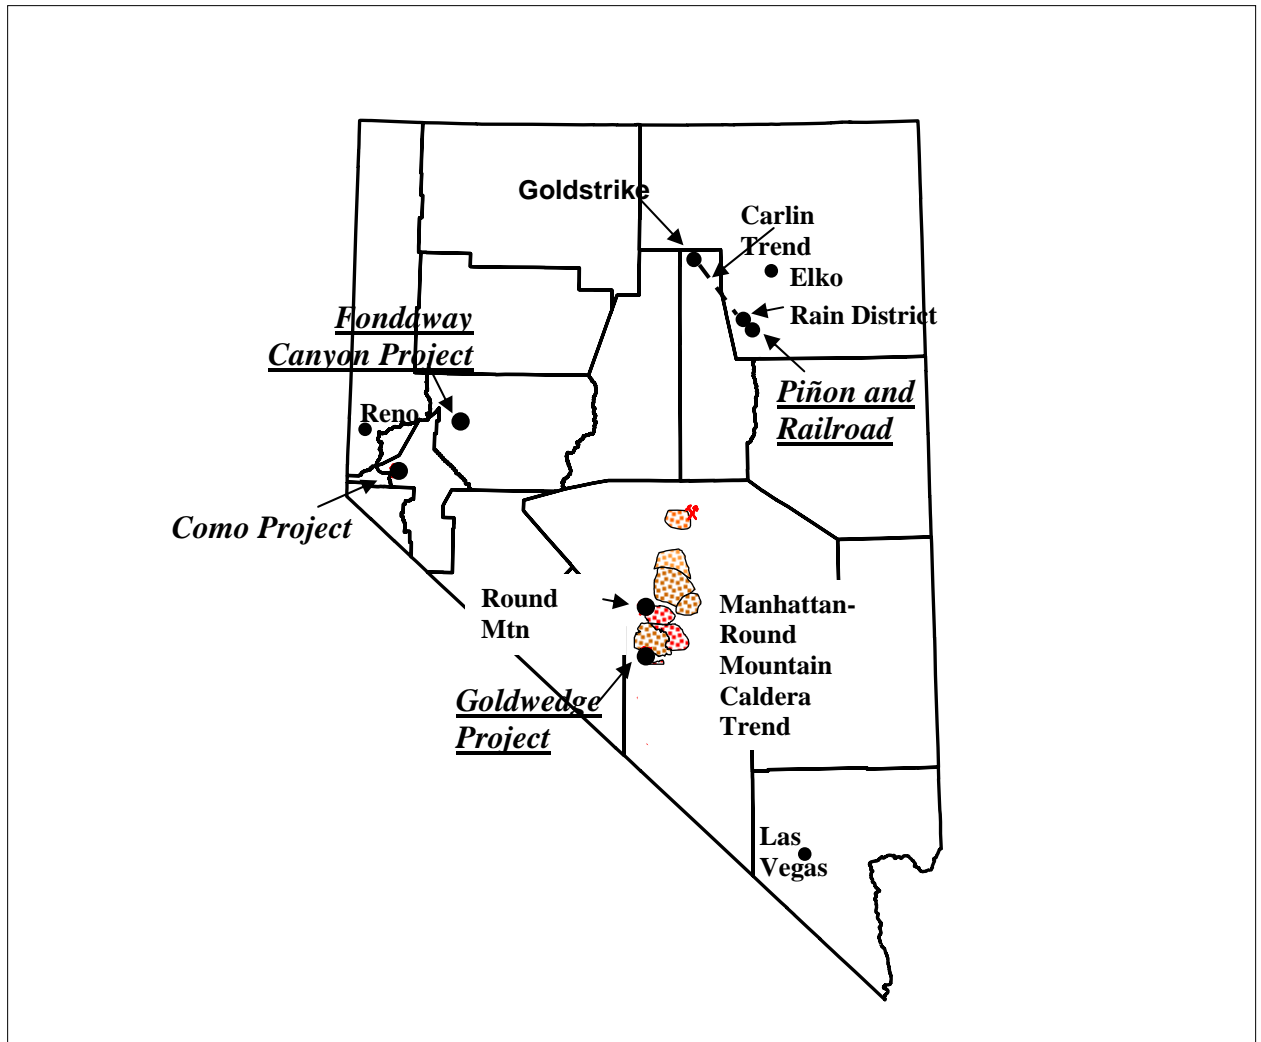 Goldstrike
Carlin
Trend
Elko
Rain District
Fondaway
Canyon Project
Piñon and
Railroad
Reno
Como Project
Round
Mtn
Manhattan-
Round
Mountain
Caldera
Trend
Goldwedge
Project
Las
Vegas